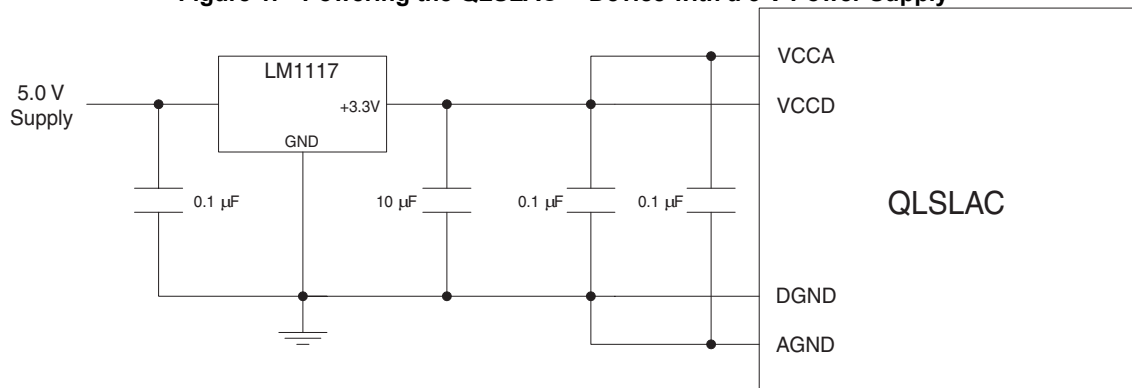 LM1117
5.0 V
Supply
+3.3V
GND
0.1 μF
10 μF
0.1 μF
0.1 μF
VCCA
VCCD
QLSLAC
DGND
AGND